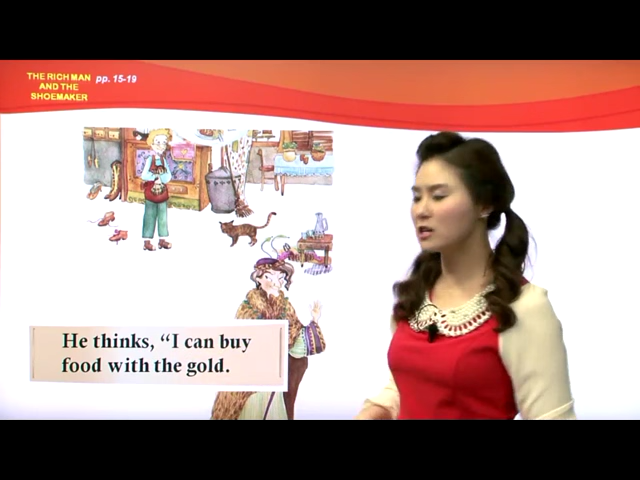 THE RICH MAN pp. 15-19
AND THE
SHOEMAKER
He thinks, “I can buy
food with the gold.